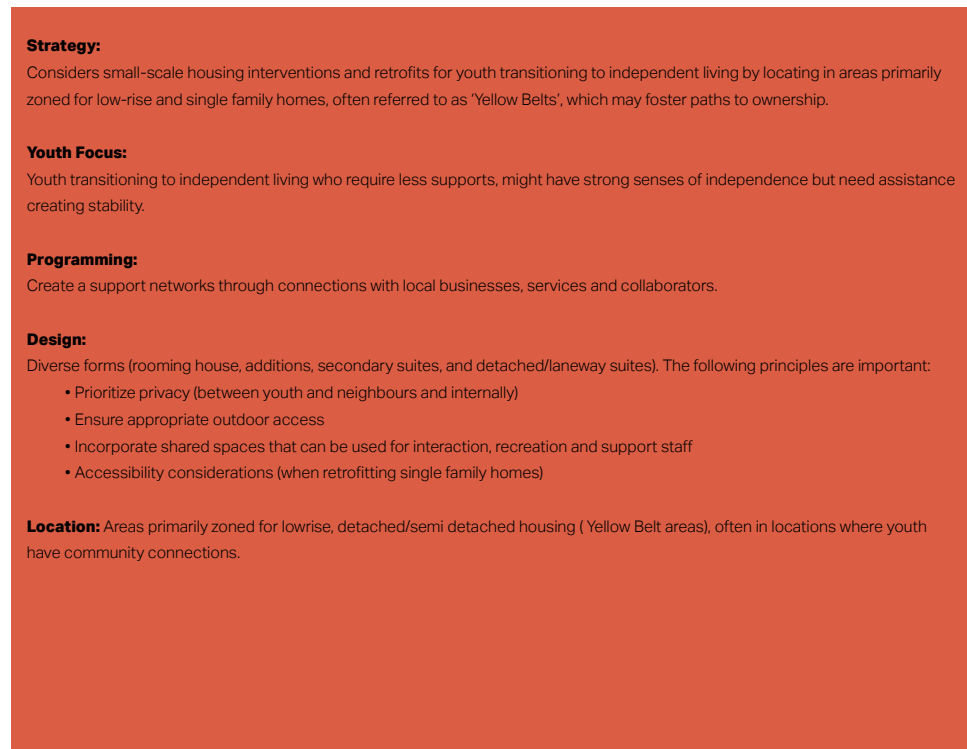 Strategy:
Considers small-scale housing interventions and retrofits for youth transitioning to independent living by locating in areas primarily
zoned for low-rise and single family homes, often referred to as ‘Yellow Belts’, which may foster paths to ownership.
Youth Focus:
Youth transitioning to independent living who require less supports, might have strong senses of independence but need assistance
creating stability.
Programming:
Create a support networks through connections with local businesses, services and collaborators.
Design:
Diverse forms (rooming house, additions, secondary suites, and detached/laneway suites). The following principles are important:
• Prioritize privacy (between youth and neighbours and internally)
• Ensure appropriate outdoor access
• Incorporate shared spaces that can be used for interaction, recreation and support staff
• Accessibility considerations (when retrofitting single family homes)
Location: Areas primarily zoned for lowrise, detached/semi detached housing ( Yellow Belt areas), often in locations where youth
have community connections.